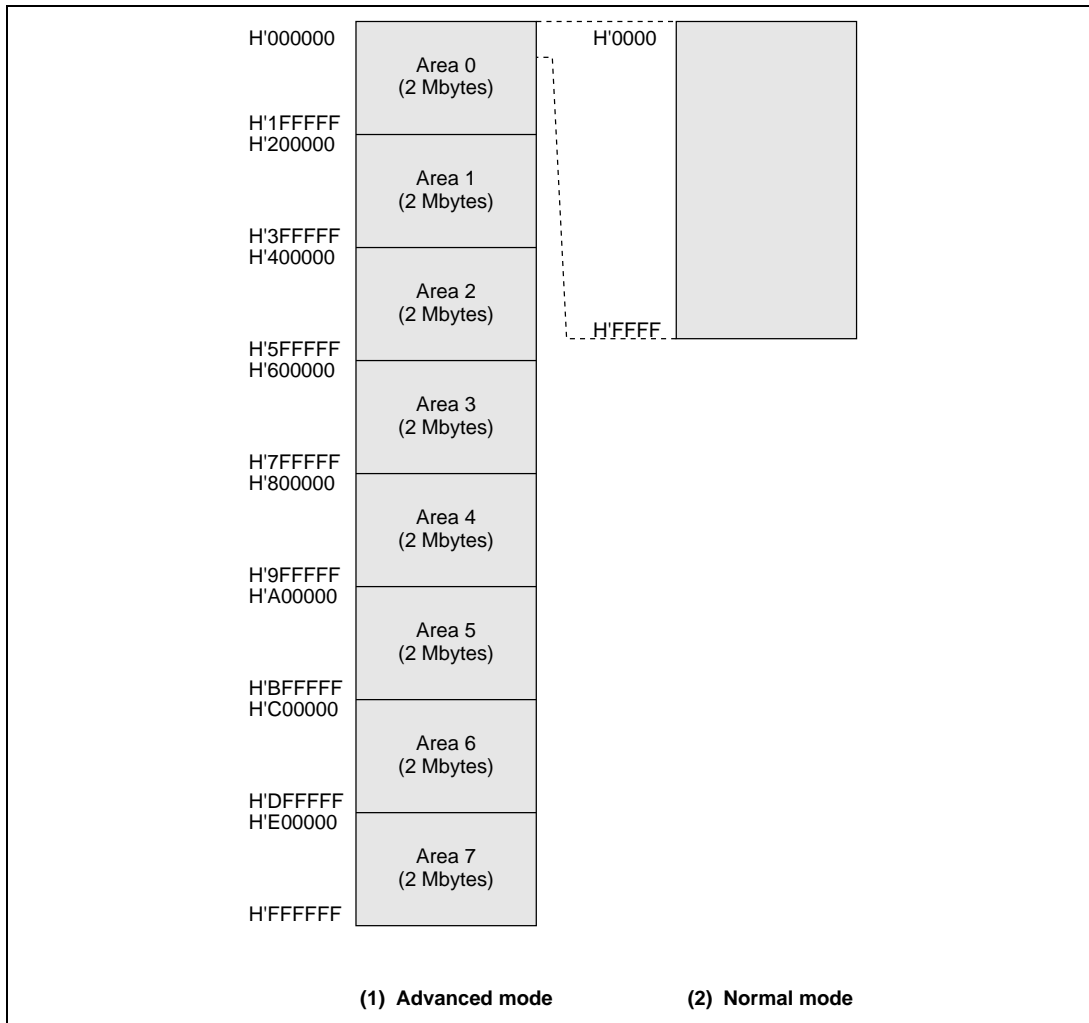 H'000000
H'0000
Area 0
(2 Mbytes)
H'1FFFFF
H'200000
Area 1
(2 Mbytes)
H'3FFFFF
H'400000
Area 2
(2 Mbytes)
H'FFFF
H'5FFFFF
H'600000
Area 3
(2 Mbytes)
H'7FFFFF
H'800000
Area 4
(2 Mbytes)
H'9FFFFF
H'A00000
Area 5
(2 Mbytes)
H'BFFFFF
H'C00000
Area 6
(2 Mbytes)
H'DFFFFF
H'E00000
Area 7
(2 Mbytes)
H'FFFFFF
(1) Advanced mode
(2) Normal mode